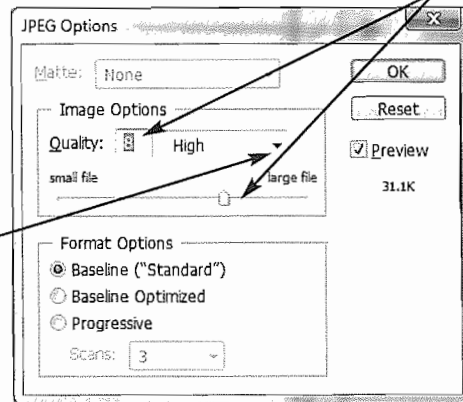 JPEG Options
Matte: None
OK
Image Options
Reset
Quality: 8 High
Preview
small file large file
31.1K
Format Options
Baseline ("Standard")
Baseline Optimized
Progressive
Scans: 3